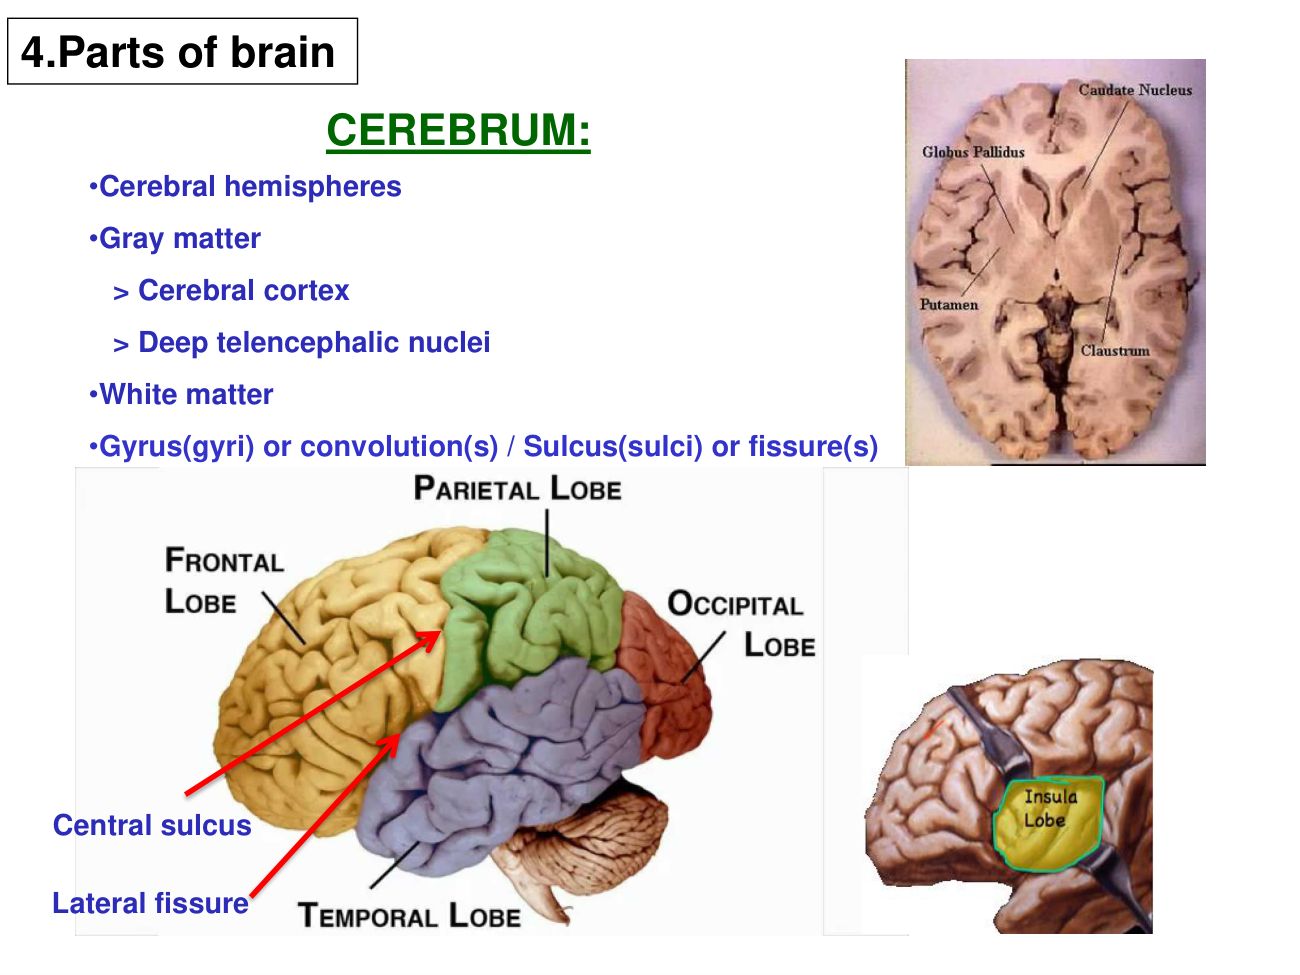 4.Parts of brain
CEREBRUM:
•Cerebral hemispheres
•Gray matter
> Cerebral cortex
> Deep telencephalic nuclei
•White matter
•Gyrus(gyri) or convolution(s) / Sulcus(sulci) or fissure(s)
Caudate Nucleus
Globus Pallidus
Putamen
Claustrum
PARIETAL LOBE
FRONTAL
LOBE
OCCIPITAL
LOBE
Central sulcus
Lateral fissure
TEMPORAL LOBE
Insula
Lobe